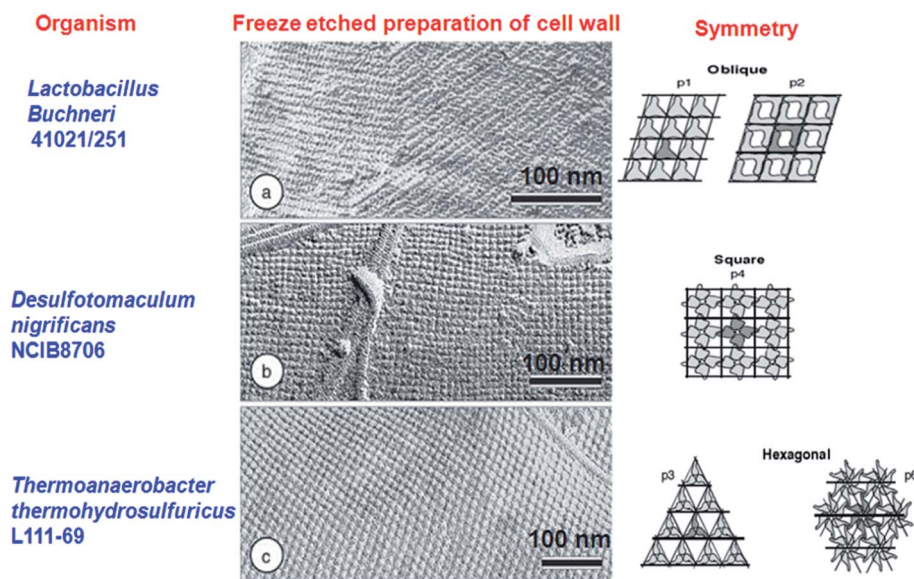 Organism
Freeze etched preparation of cell wall
Symmetry
Lactobacillus
Buchneri
41021/251
a
100 nm
Oblique
p1
p2
Desulfotomaculum
nigrificans
NCIB8706
b
100 nm
Square
p4
Thermoanaerobacter
thermohydrosulfuricus
L111-69
c
100 nm
Hexagonal
p3